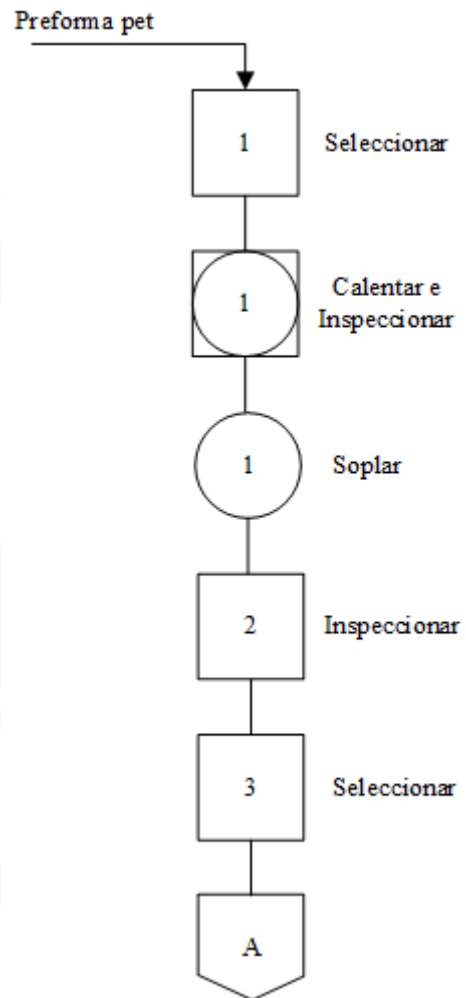 Preforma pet
1
Seleccionar
1
Calentar e
Inspeccionar
1
Soplar
2
Inspeccionar
3
Seleccionar
A